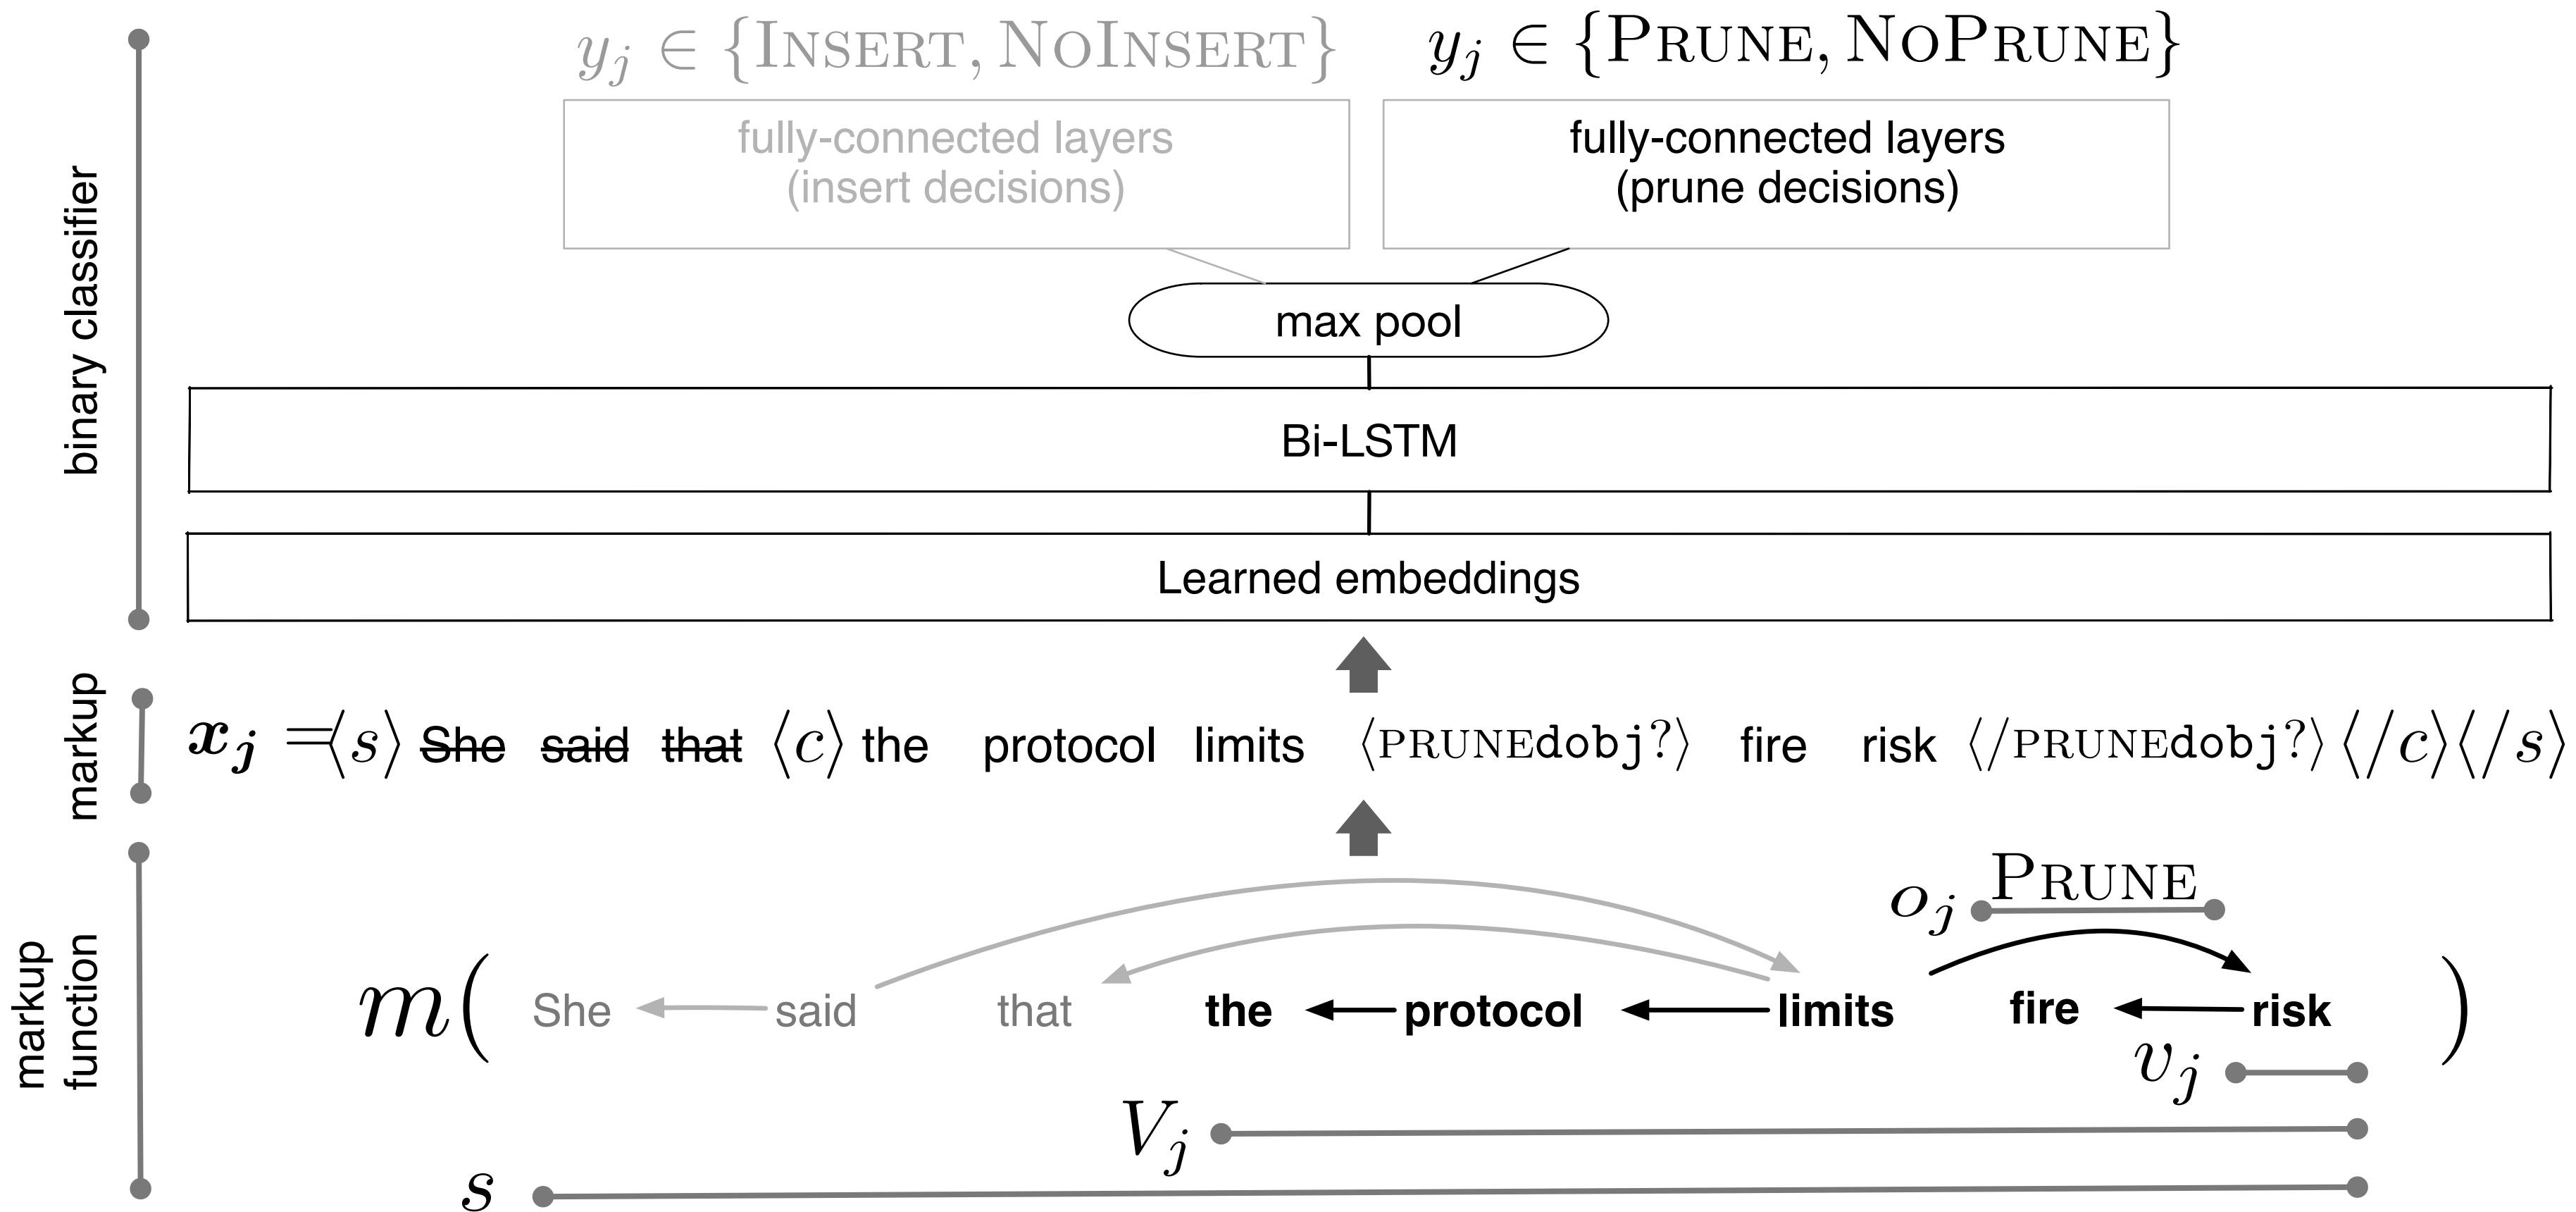 y_j ∈ {INSERT, NOINSERT} y_j ∈ {PRUNE, NOPRUNE}
fully-connected layers
(insert decisions)
fully-connected layers
(prune decisions)
max pool
Bi-LSTM
Learned embeddings
binary classifier
markup
x_j =⟨s⟩ She said that ⟨c⟩ the protocol limits ⟨PRUNEdobj?⟩ fire risk ⟨/PRUNEdobj?⟩ ⟨/c⟩⟨/s⟩
markup
function
o_j PRUNE
m( She said that the protocol limits fire risk )
v_j
V_j
s